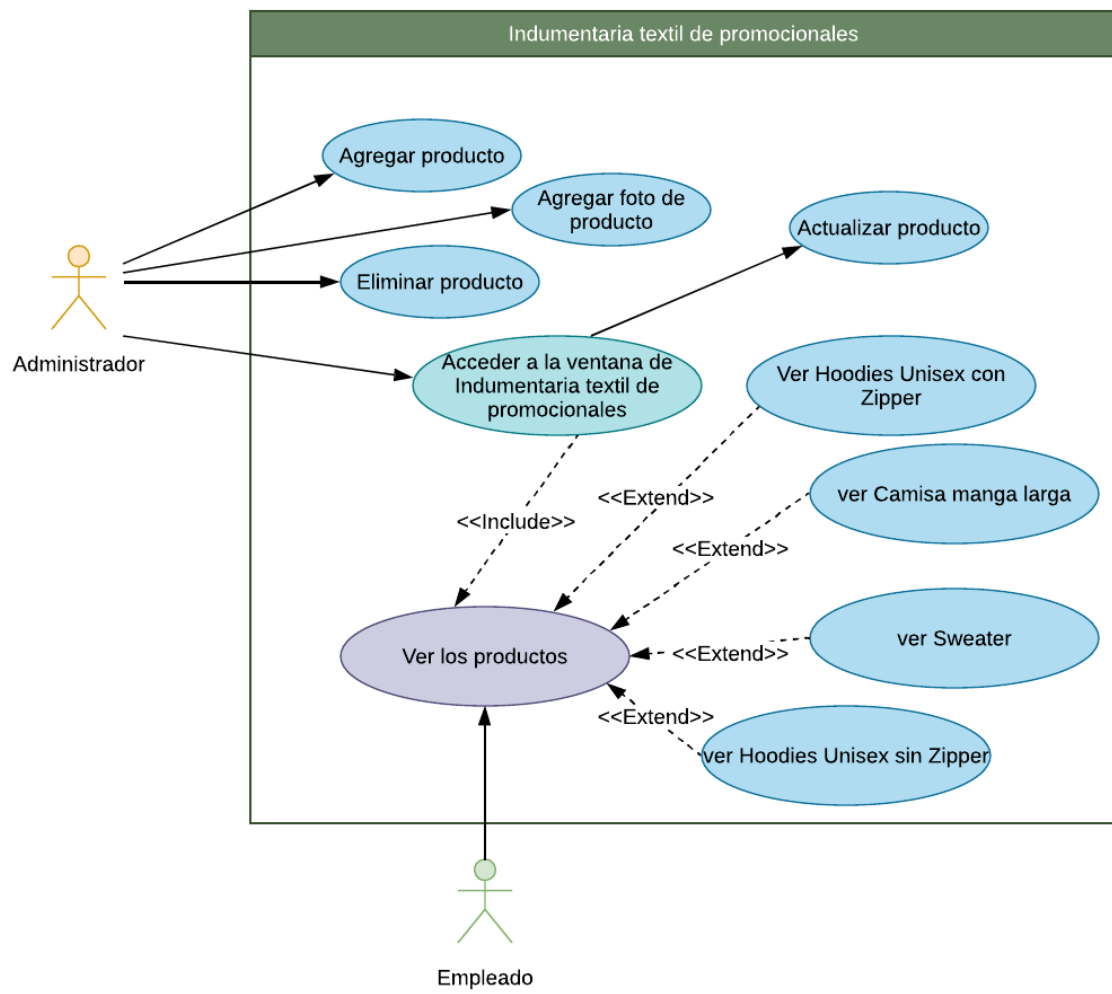 Indumentaria textil de promocionales
Agregar producto
Agregar foto de
producto
Actualizar producto
Eliminar producto
Administrador
Acceder a la ventana de
Indumentaria textil de
promocionales
Ver Hoodies Unisex con
Zipper
<<Extend>>
ver Camisa manga larga
<<Include>>
<<Extend>>
Ver los productos
ver Sweater
<<Extend>>
<<Extend>>
ver Hoodies Unisex sin Zipper
Empleado